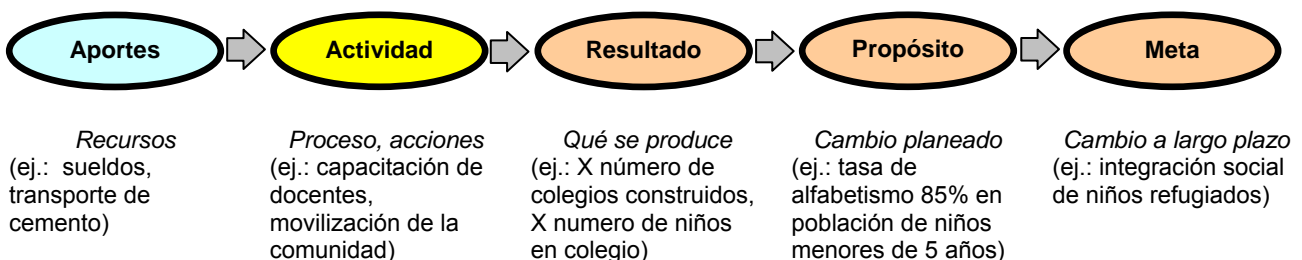 Aportes
Actividad
Resultado
Propósito
Meta
Recursos
(ej.: sueldos,
transporte de
cemento)
Proceso, acciones
(ej.: capacitación de
docentes,
movilización de la
comunidad)
Qué se produce
(ej.: X número de
colegios construidos,
X numero de niños
en colegio)
Cambio planeado
(ej.: tasa de
alfabetismo 85% en
población de niños
menores de 5 años)
Cambio a largo plazo
(ej.: integración social
de niños refugiados)